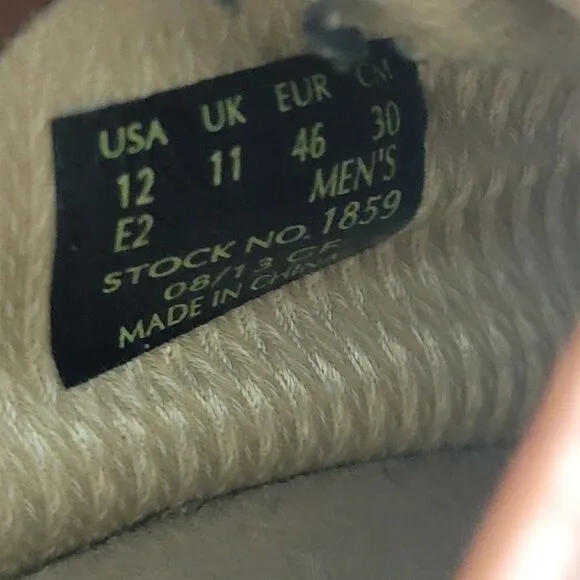 USA UK EUR CM
12 11 46 30
E2 MEN'S
STOCK NO. 1859
08/13 CF
MADE IN CHINA